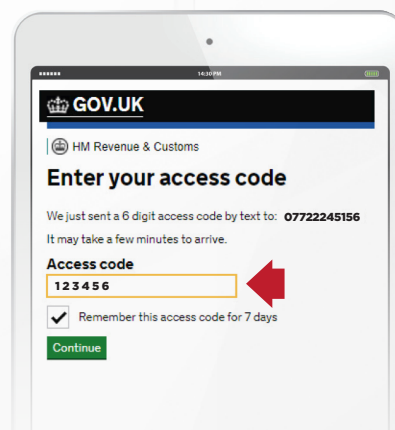 14:30 PM
GOV.UK
HM Revenue & Customs
Enter your access code
We just sent a 6 digit access code by text to: 07722245156
It may take a few minutes to arrive.
Access code
123456
Remember this access code for 7 days
Continue